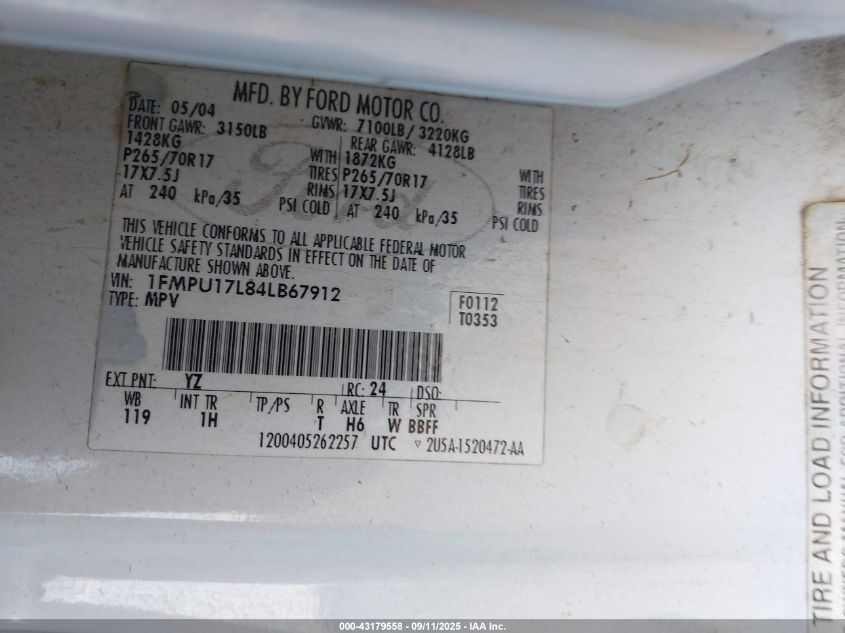 MFD. BY FORD MOTOR CO.
DATE: 05/04 GVWR: 7100LB/ 3220KG
FRONT GAWR: 3150LB REAR GAWR: 4128LB
1428KG WITH 1872KG WITH
P265/70R17 TIRES P265/70R17 TIRES
17X7.5J RIMS 17X7.5J RIMS
AT 240 kPa/35 PSI COLD AT 240 kPa/35 PSI COLD
THIS VEHICLE CONFORMS TO ALL APPLICABLE FEDERAL MOTOR
VEHICLE SAFETY STANDARDS IN EFFECT ON THE DATE OF
MANUFACTURE SHOWN ABOVE.
VIN: 1FMPU17L84LB67912
TYPE: MPV
F0112
T0353
EXT PNT: YZ RC: 24 DSO:
WB INT TR TP/PS R AXLE TR SPR
119 1H T H6 W BBFF
1200405262257 UTC ▽ 2U5A-1520472-AA
Ford
TIRE AND LOAD INFORMATION
000-43179558 - 09/11/2025 - IAA Inc.